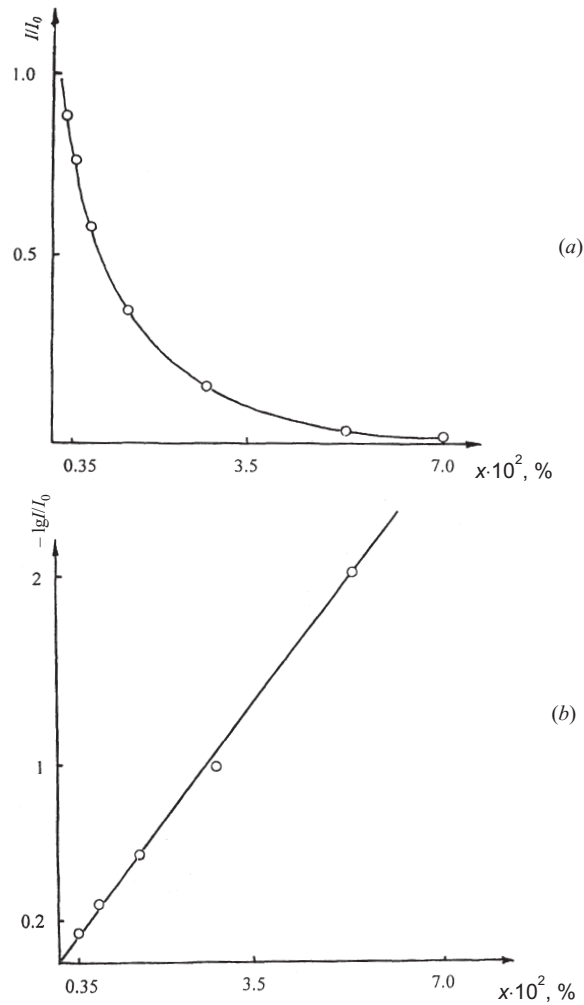 I/I₀
1.0
0.5
(a)
0.35 3.5 7.0 x·10², %
– lgI/I₀
2
1
(b)
0.2
0.35 3.5 7.0
x·10², %